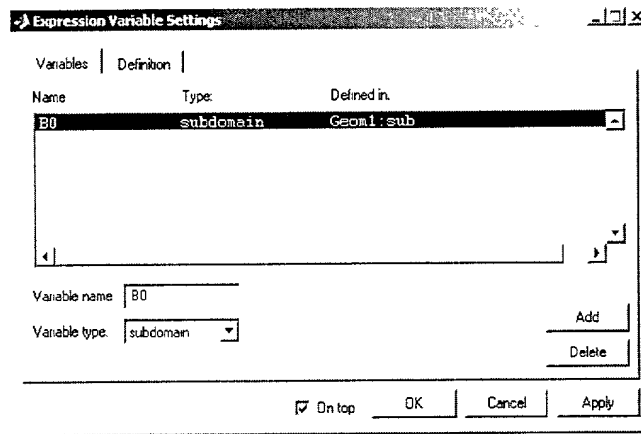 Expression Variable Settings
Variables Definition
Name Type: Defined in.
B0 subdomain Geom1:sub
Variable name B0
Variable type. subdomain
Add
Delete
On top OK Cancel Apply